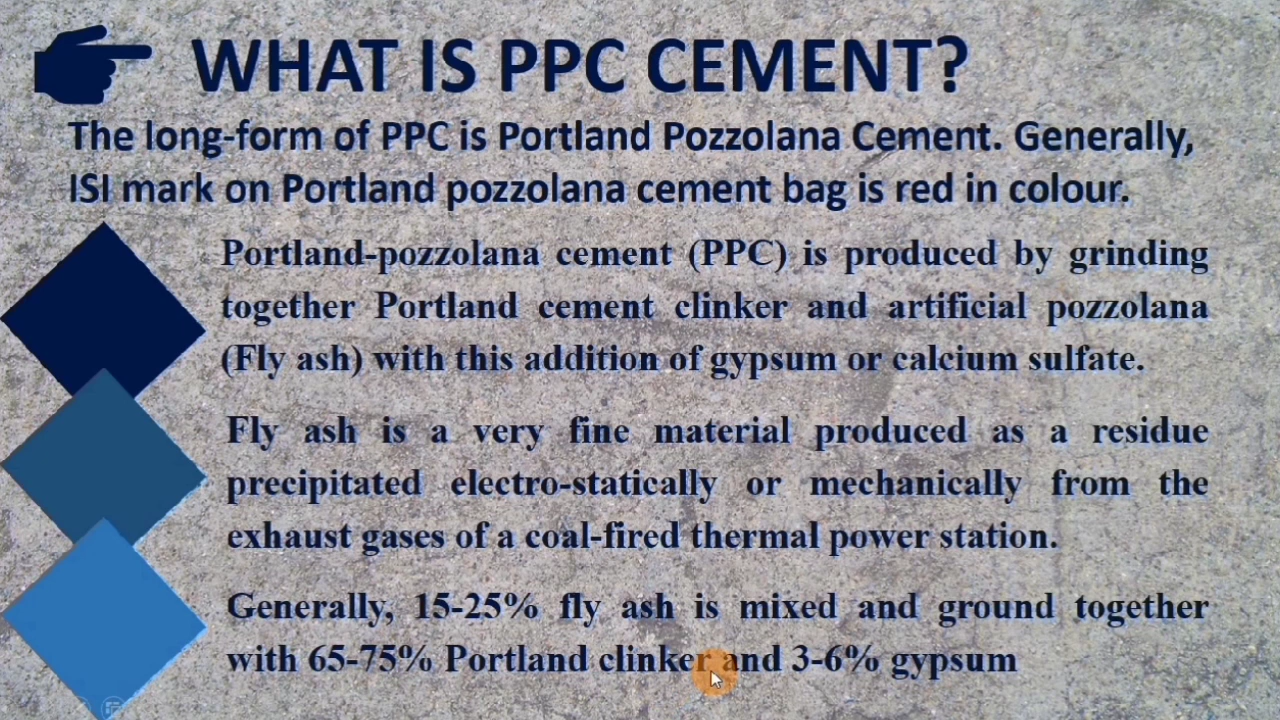 WHAT IS PPC CEMENT?
The long-form of PPC is Portland Pozzolana Cement. Generally,
ISI mark on Portland pozzolana cement bag is red in colour.
Portland-pozzolana cement (PPC) is produced by grinding
together Portland cement clinker and artificial pozzolana
(Fly ash) with this addition of gypsum or calcium sulfate.
Fly ash is a very fine material produced as a residue
precipitated electro-statically or mechanically from the
exhaust gases of a coal-fired thermal power station.
Generally, 15-25% fly ash is mixed and ground together
with 65-75% Portland clinker and 3-6% gypsum